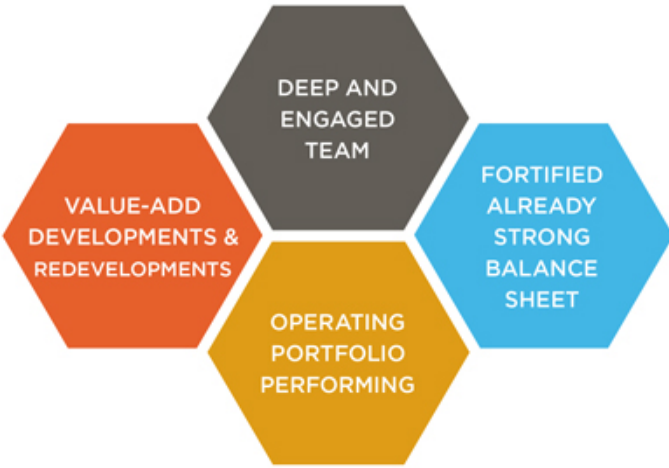 DEEP AND
ENGAGED
TEAM
VALUE-ADD
DEVELOPMENTS &
REDEVELOPMENTS
FORTIFIED
ALREADY
STRONG
BALANCE
SHEET
OPERATING
PORTFOLIO
PERFORMING